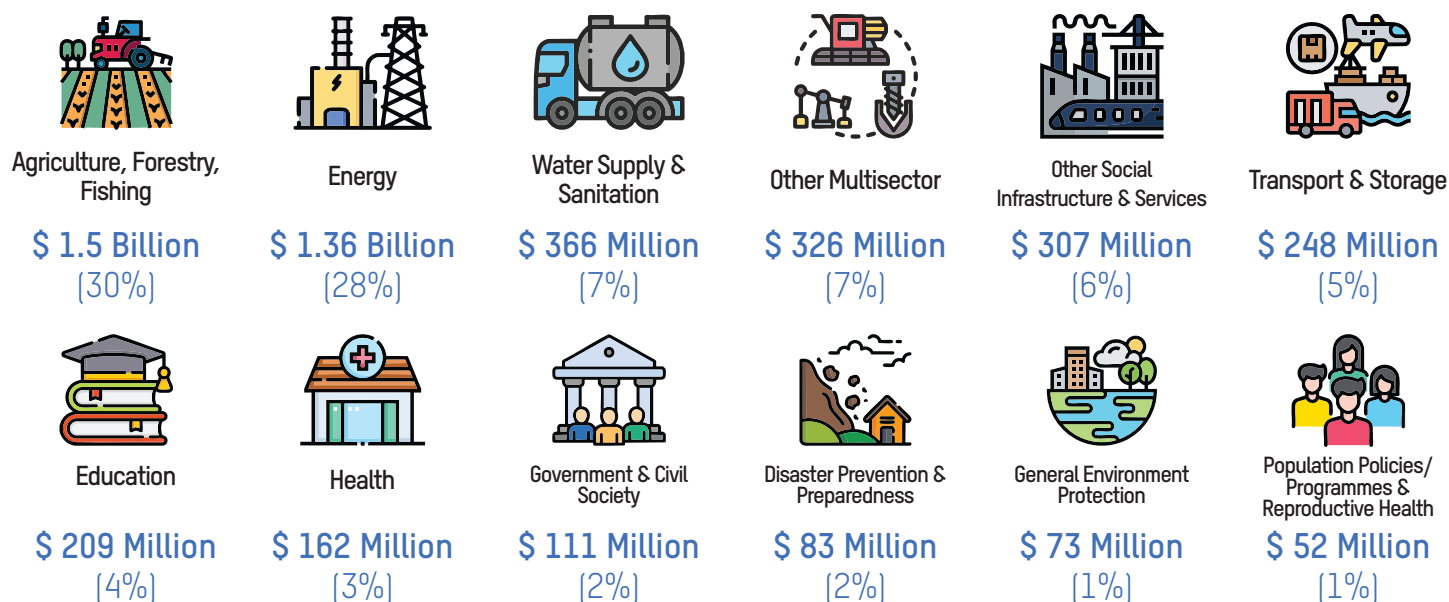 Agriculture, Forestry,
Fishing
$ 1.5 Billion
(30%)
Energy
$ 1.36 Billion
(28%)
Water Supply &
Sanitation
$ 366 Million
(7%)
Other Multisector
$ 326 Million
(7%)
Other Social
Infrastructure & Services
$ 307 Million
(6%)
Transport & Storage
$ 248 Million
(5%)
Education
$ 209 Million
(4%)
Health
$ 162 Million
(3%)
Government & Civil
Society
$ 111 Million
(2%)
Disaster Prevention &
Preparedness
$ 83 Million
(2%)
General Environment
Protection
$ 73 Million
(1%)
Population Policies/
Programmes &
Reproductive Health
$ 52 Million
(1%)